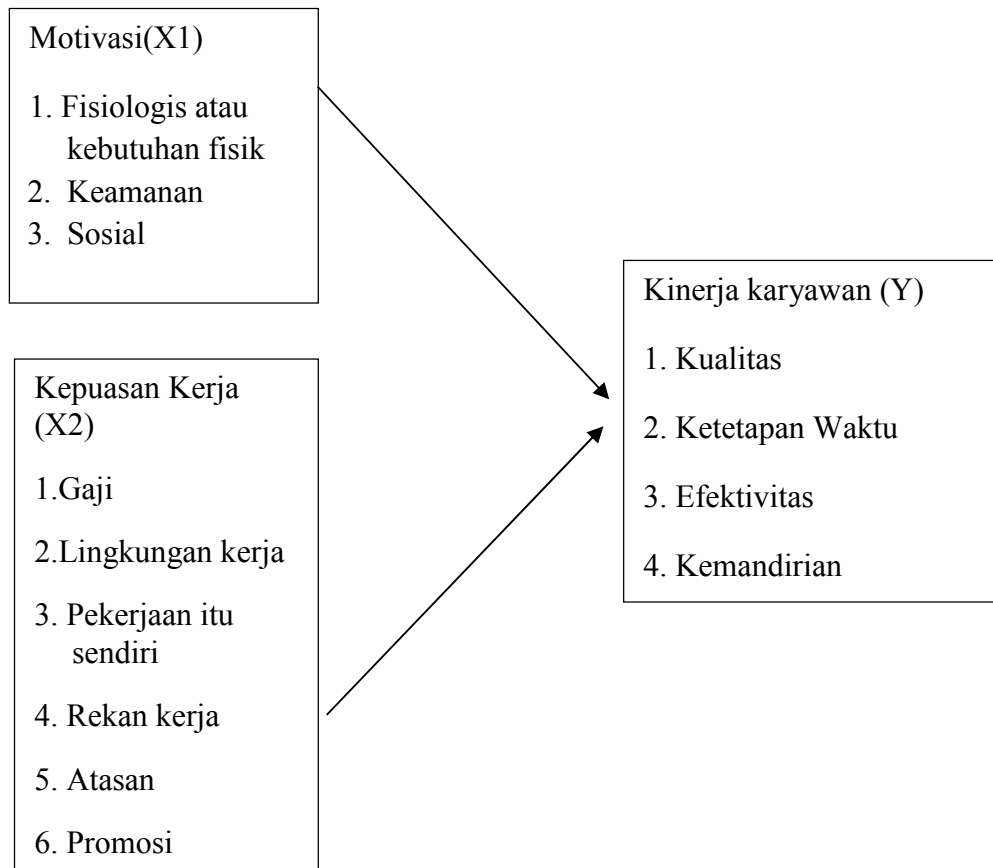 Motivasi(X1)
1. Fisiologis atau
kebutuhan fisik
2. Keamanan
3. Sosial
Kepuasan Kerja
(X2)
1.Gaji
2.Lingkungan kerja
3. Pekerjaan itu
sendiri
4. Rekan kerja
5. Atasan
6. Promosi
Kinerja karyawan (Y)
1. Kualitas
2. Ketetapan Waktu
3. Efektivitas
4. Kemandirian